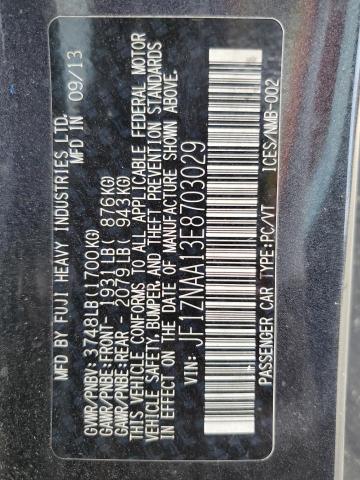 MFD BY FUJI HEAVY INDUSTRIES LTD.
MFD IN 09/13
GVWR/PNBV: 3748LB(1700KG)
GAWR/PNBE:FRONT- 1931LB( 876KG)
GAWR/PNBE:REAR - 2079LB( 943KG)
THIS VEHICLE CONFORMS TO ALL APPLICABLE FEDERAL MOTOR
VEHICLE SAFETY,BUMPER,AND THEFT PREVENTION STANDARDS
IN EFFECT ON THE DATE OF MANUFACTURE SHOWN ABOVE.
VIN: JF1ZNAA13E8703029
PASSENGER CAR TYPE:PC/VT ICES/NMB-002